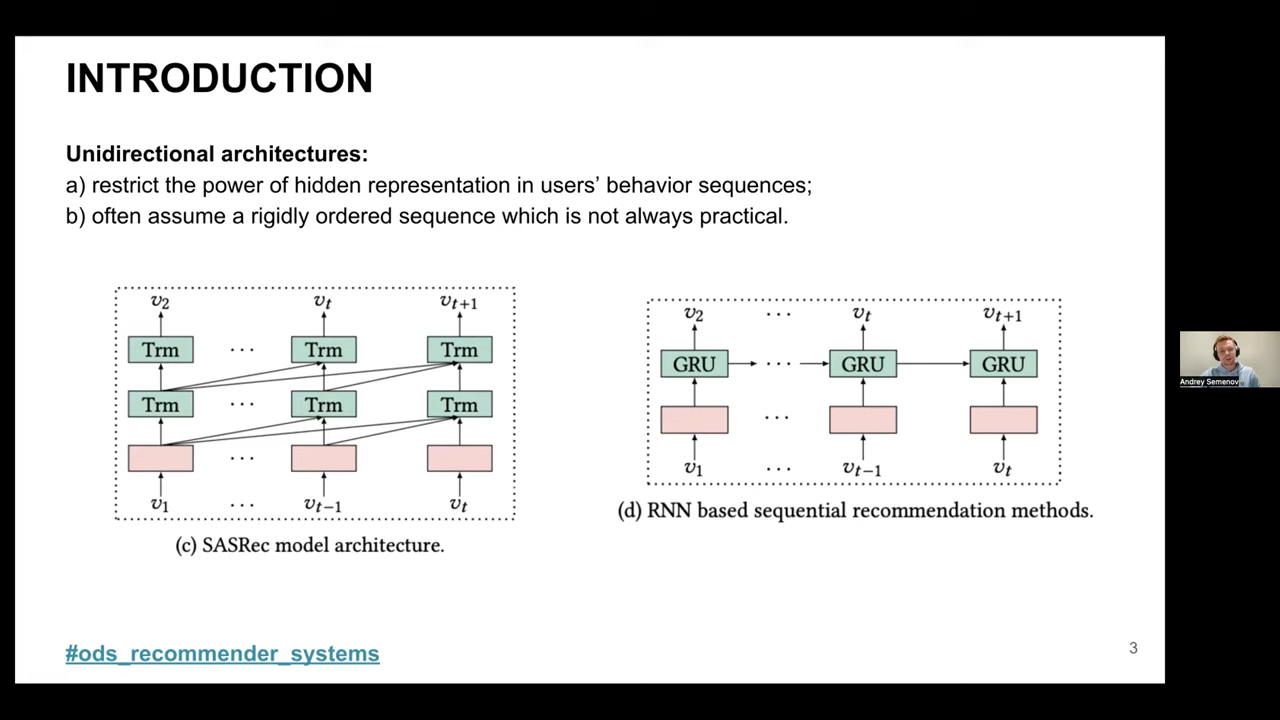 INTRODUCTION
Unidirectional architectures:
a) restrict the power of hidden representation in users’ behavior sequences;
b) often assume a rigidly ordered sequence which is not always practical.
v2 ... vt vt+1
Trm ... Trm Trm
Trm ... Trm Trm
...
v1 ... vt−1 vt
(c) SASRec model architecture.
v2 ... vt vt+1
GRU ... GRU GRU
...
v1 ... vt−1 vt
(d) RNN based sequential recommendation methods.
#ods_recommender_systems
3
Andrey Semenov